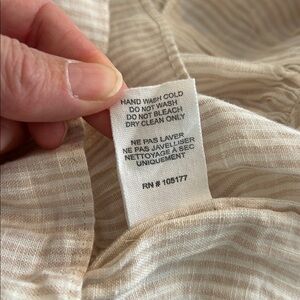 HAND WASH COLD
DO NOT WASH
DO NOT BLEACH
DRY CLEAN ONLY
NE PAS LAVER
NE PAS JAVELLISER
NETTOYAGE A SEC
UNIQUEMENT
RN # 105177